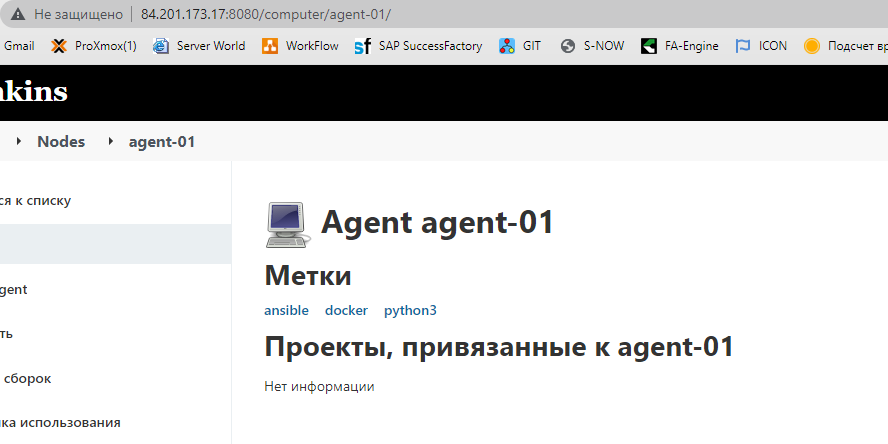 Не защищено 84.201.173.17:8080/computer/agent-01/
Gmail ProXmox(1) Server World WorkFlow SAP SuccessFactory GIT S-NOW FA-Engine ICON Подсчет вр
nkins
Nodes agent-01
ся к списку
Agent agent-01
Метки
gent
ansible docker python3
ть
Проекты, привязанные к agent-01
сборок
Нет информации
ка использования